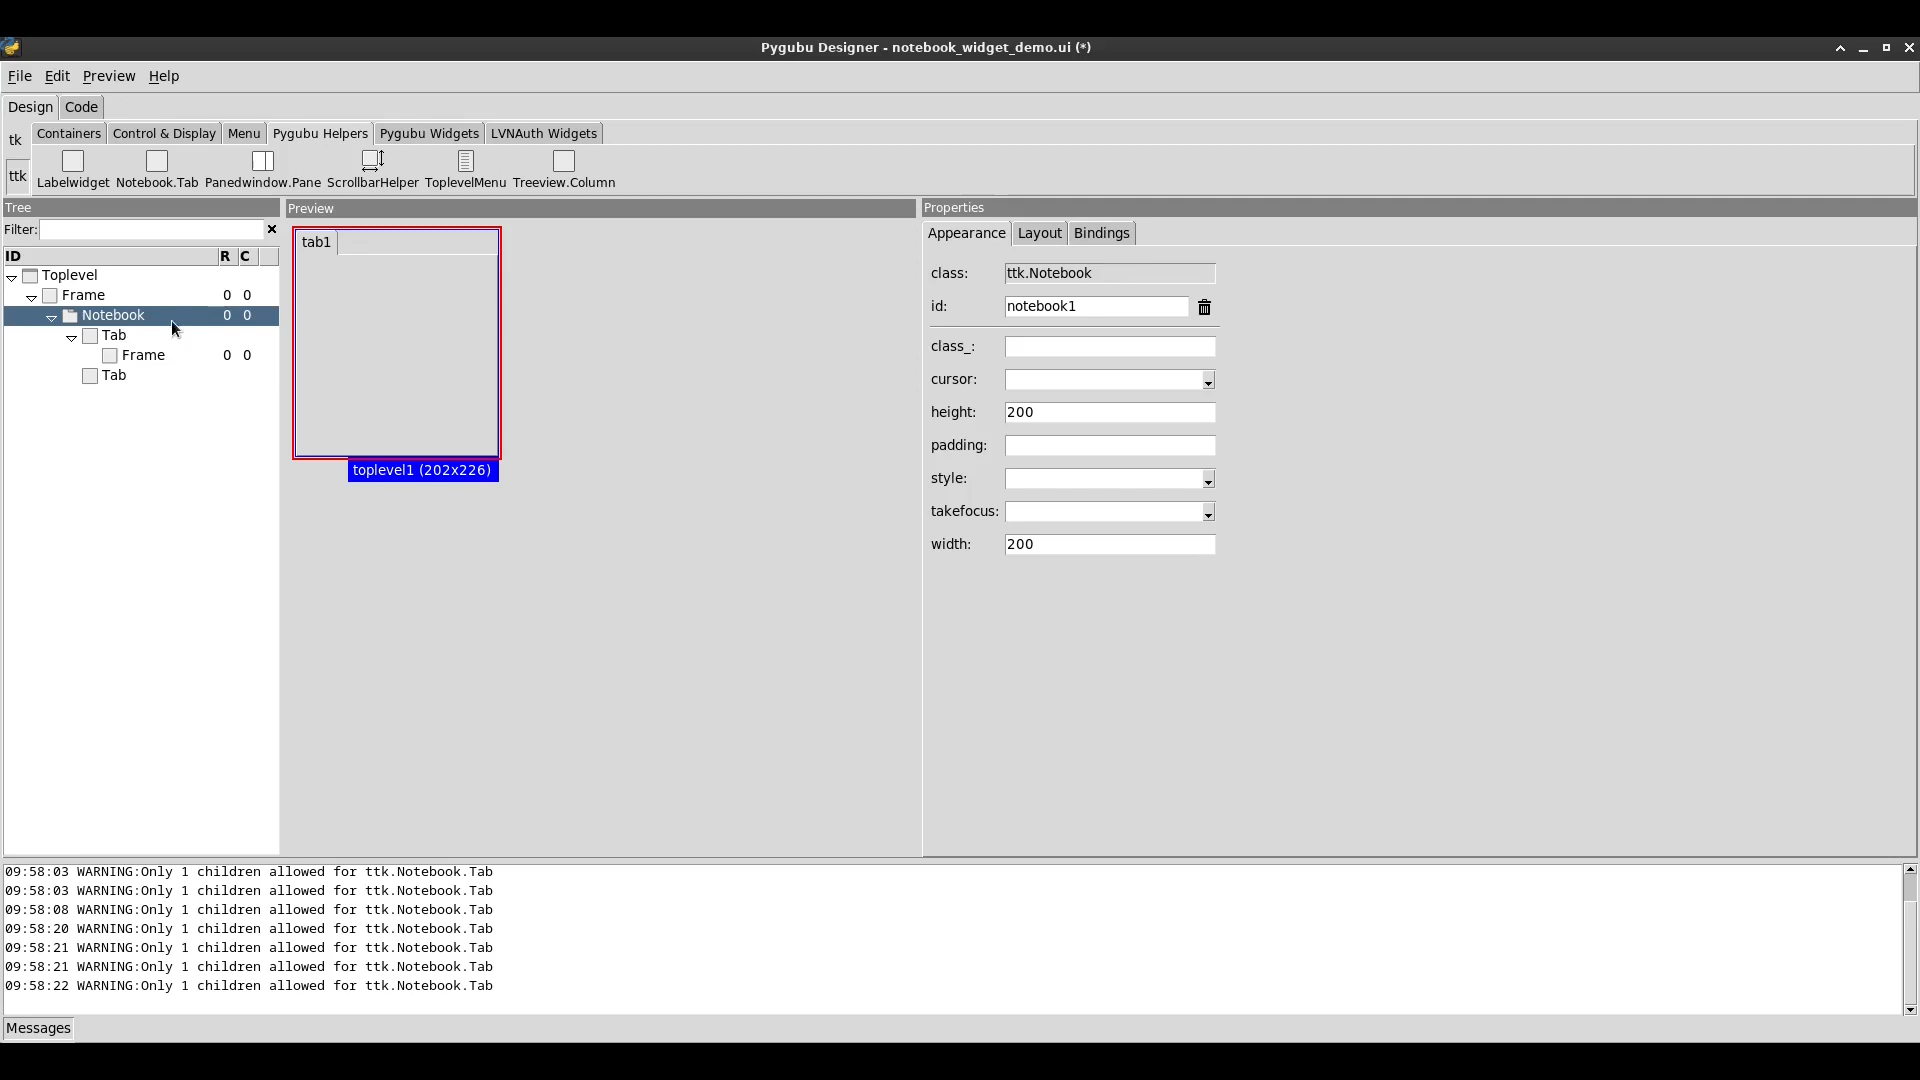 Pygubu Designer - notebook_widget_demo.ui (*)
File Edit Preview Help
Design Code
tk
ttk
Containers Control & Display Menu Pygubu Helpers Pygubu Widgets LVNAuth Widgets
Labelwidget Notebook.Tab Panedwindow.Pane ScrollbarHelper ToplevelMenu Treeview.Column
Tree
Filter:
ID R C
Toplevel
Frame 0 0
Notebook 0 0
Tab
Frame 0 0
Tab
Preview
tab1
toplevel1 (202x226)
Properties
Appearance Layout Bindings
class: ttk.Notebook
id: notebook1
class_:
cursor:
height: 200
padding:
style:
takefocus:
width: 200
09:58:03 WARNING:Only 1 children allowed for ttk.Notebook.Tab
09:58:03 WARNING:Only 1 children allowed for ttk.Notebook.Tab
09:58:08 WARNING:Only 1 children allowed for ttk.Notebook.Tab
09:58:20 WARNING:Only 1 children allowed for ttk.Notebook.Tab
09:58:21 WARNING:Only 1 children allowed for ttk.Notebook.Tab
09:58:21 WARNING:Only 1 children allowed for ttk.Notebook.Tab
09:58:22 WARNING:Only 1 children allowed for ttk.Notebook.Tab
Messages